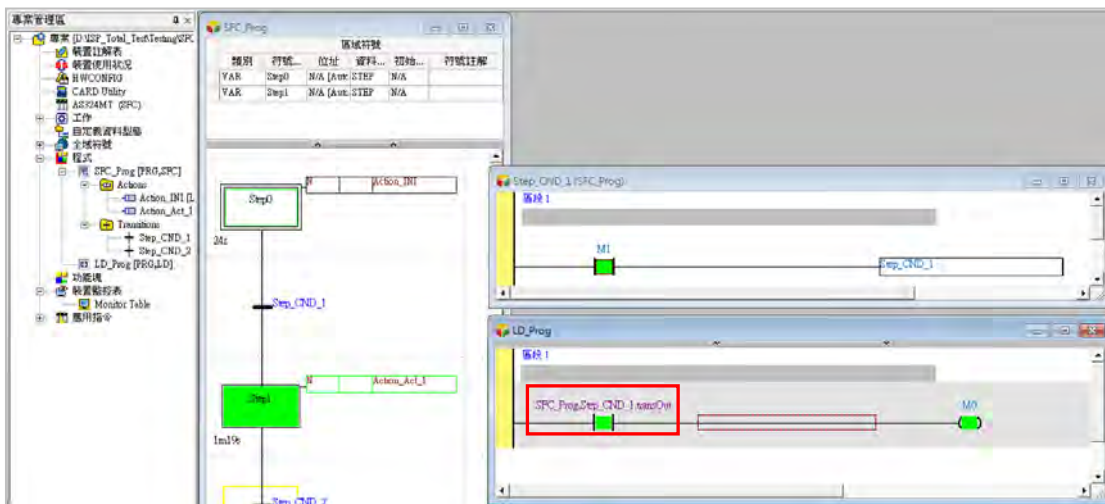 專案管理區
專案 [D:\ISP_Total_Test\Testing\SFC
裝置註解表
裝置使用狀況
HWCONFIG
CARD Utility
AS324MT (SFC)
工作
自定義資料型態
全域符號
程式
SFC_Prog [PRG,SFC]
Actions
Action_INI [L
Action_Act_1
Transitions
Step_CND_1
Step_CND_2
LD_Prog [PRG,LD]
功能塊
裝置監控表
Monitor Table
應用指令
SFC_Prog
區域符號
類別 符號... 位址 資料... 初始... 符號註解
VAR Step0 N/A [Aut STEP N/A
VAR Step1 N/A [Aut STEP N/A
N Action_INI
Step0
24s
Step_CND_1
N Action_Act_1
Step1
1m19s
Step_CND_2
Step_CND_1 (SFC_Prog)
區段 1
M1
Step_CND_1
LD_Prog
區段 1
SFC_Prog.Step_CND_1.transOut
M0